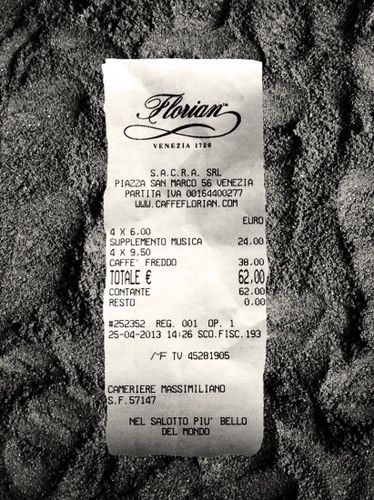 Florian™
VENEZIA 1720
S.A.C.R.A. SRL
PIAZZA SAN MARCO 56 VENEZIA
PARTITA IVA 00164400277
WWW.CAFFEFLORIAN.COM
EURO
4 X 6.00
SUPPLEMENTO MUSICA 24.00
4 X 9.50
CAFFE' FREDDO 38.00
TOTALE € 62,00
CONTANTE 62.00
RESTO 0.00
#252352 REG. 001 OP. 1
25-04-2013 14:26 SCO.FISC.193
MF TV 45281905
CAMERIERE MASSIMILIANO
S.F.57147
NEL SALOTTO PIU' BELLO
DEL MONDO